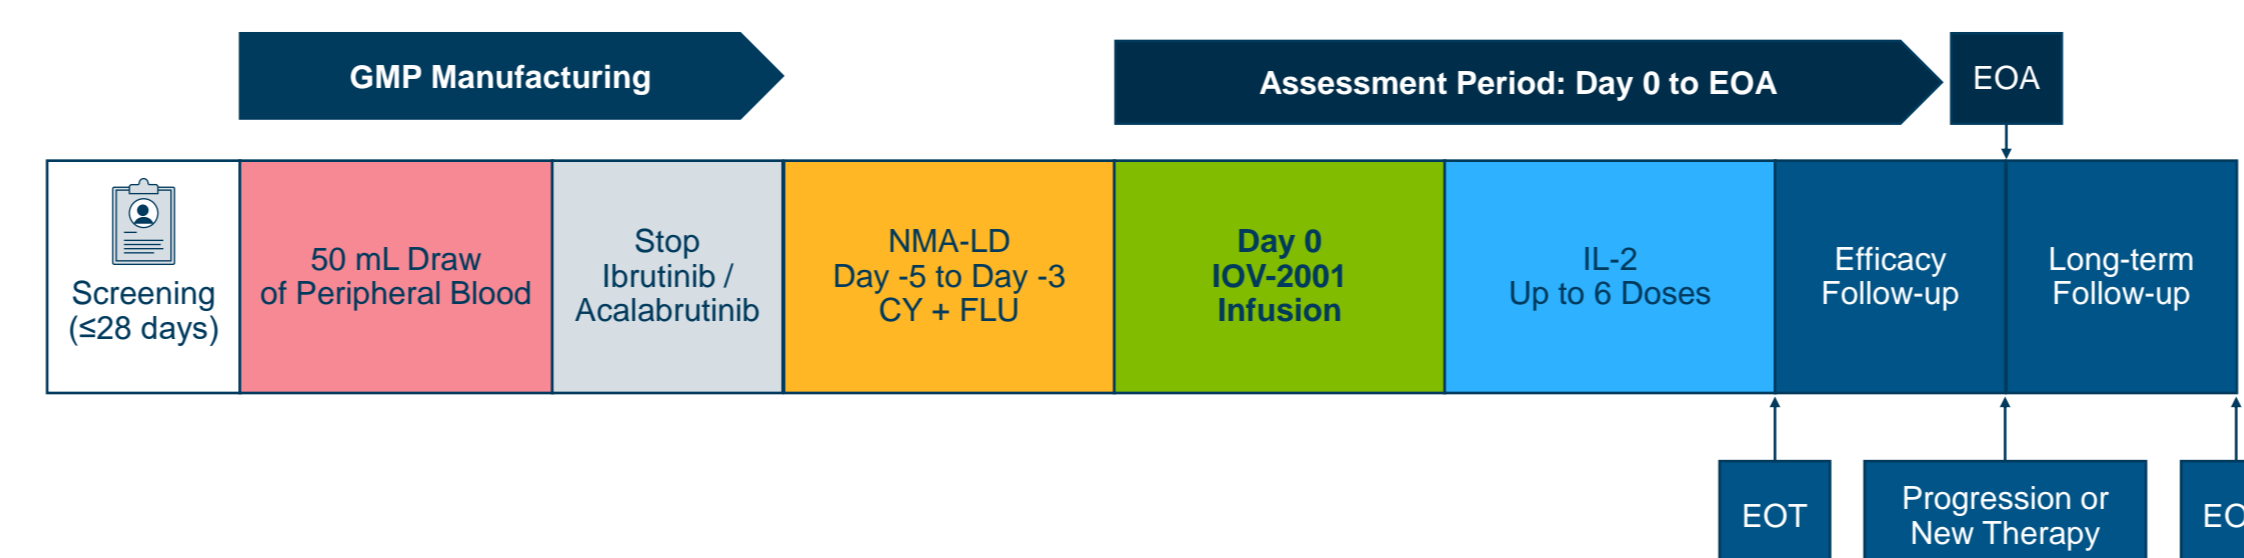 GMP Manufacturing
Assessment Period: Day 0 to EOA
EOA
Screening
(≤28 days)
50 mL Draw
of Peripheral Blood
Stop
Ibrutinib /
Acalabrutinib
NMA-LD
Day -5 to Day -3
CY + FLU
Day 0
IOV-2001
Infusion
IL-2
Up to 6 Doses
Efficacy
Follow-up
Long-term
Follow-up
EOT
Progression or
New Therapy